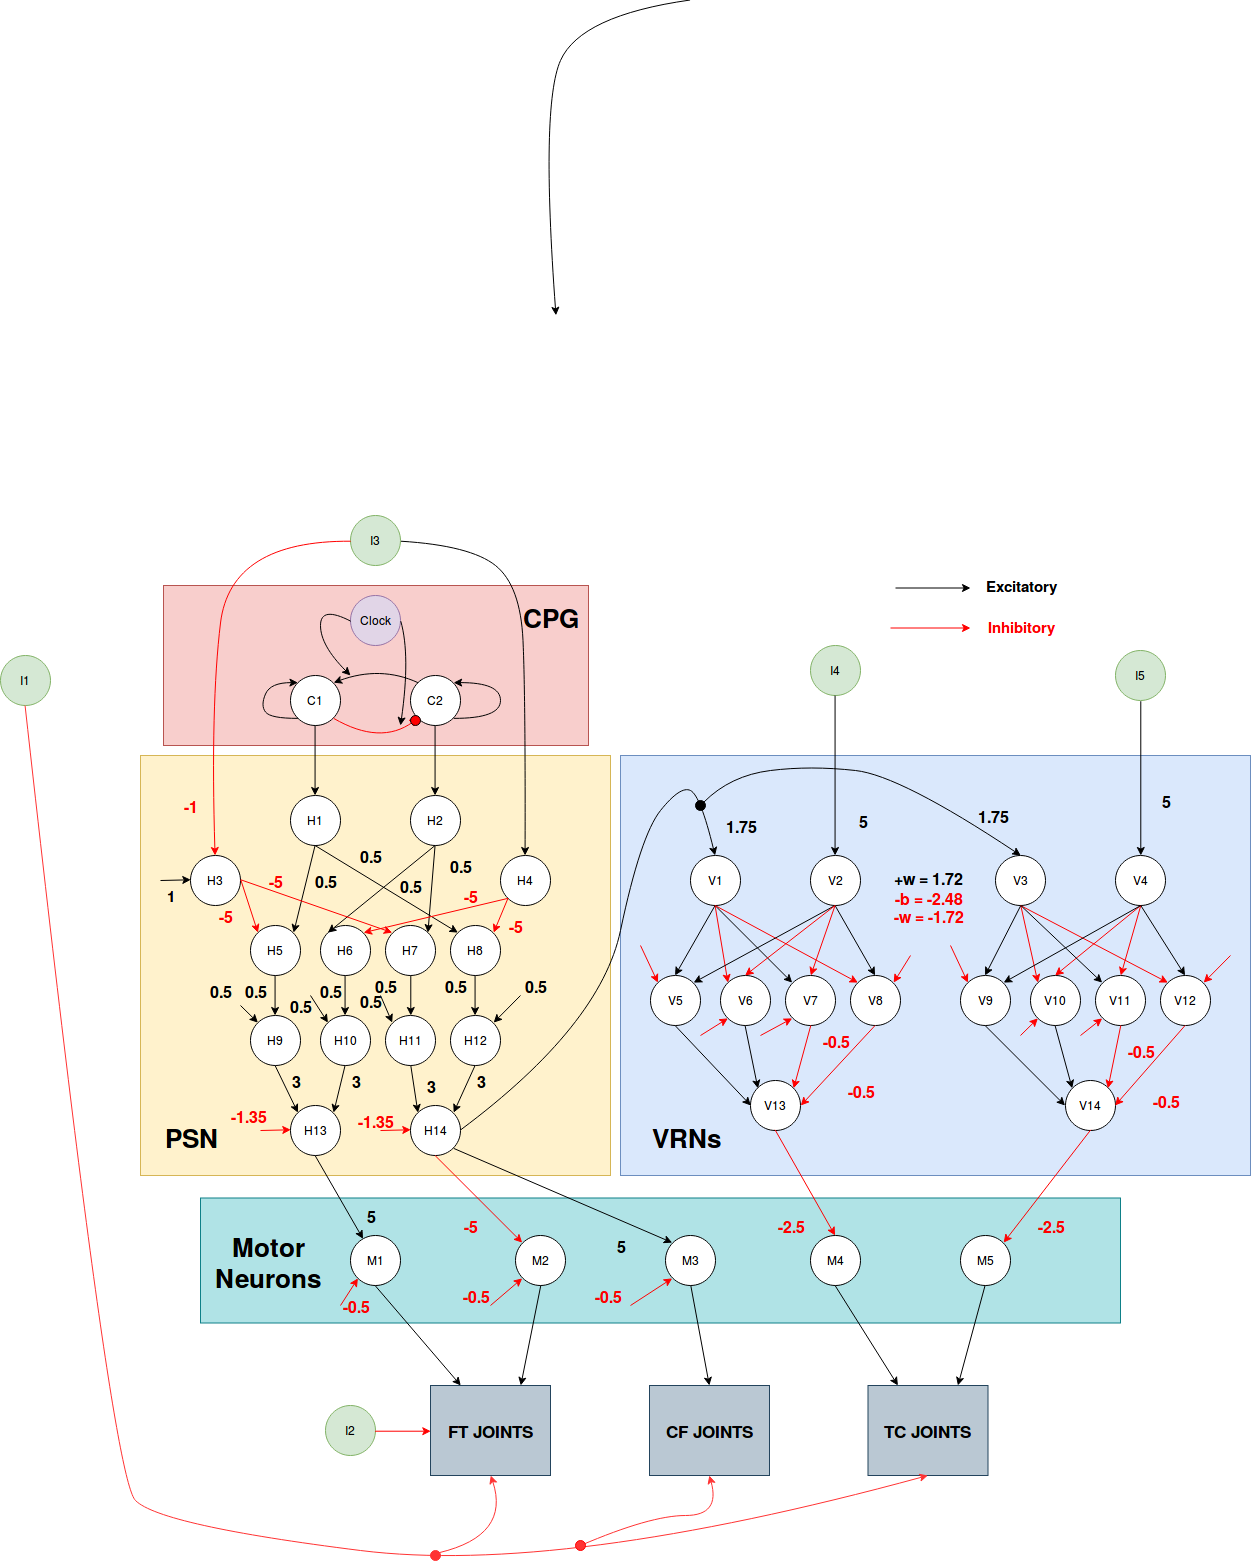 I3
Excitatory
CPG
Clock
Inhibitory
I1
I4
I5
C1
C2
-1
1.75
5
1.75
5
H1
H2
0.5
0.5
H3
1
-5
0.5
0.5
-5
H4
-5
-5
V1
V2
+w = 1.72
-b = -2.48
-w = -1.72
V3
V4
H5
H6
H7
H8
0.5
0.5
0.5
0.5
0.5
0.5
0.5
0.5
V5
V6
V7
V8
V9
V10
V11
V12
H9
H10
H11
H12
-0.5
-0.5
3
3
3
3
-0.5
-0.5
V13
V14
-1.35
-1.35
PSN
H13
H14
VRNs
5
-5
5
-2.5
-2.5
Motor
Neurons
M1
M2
M3
M4
M5
-0.5
-0.5
-0.5
I2
FT JOINTS
CF JOINTS
TC JOINTS